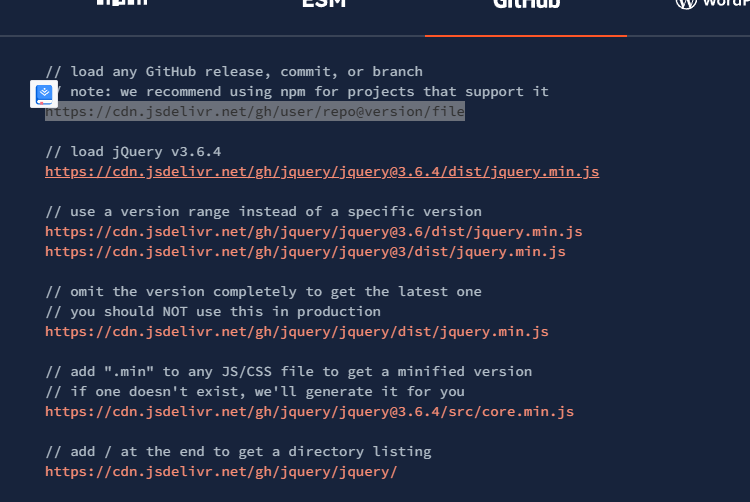 ESM
GitHub
// load any GitHub release, commit, or branch
/ note: we recommend using npm for projects that support it
https://cdn.jsdelivr.net/gh/user/repo@version/file
// load jQuery v3.6.4
https://cdn.jsdelivr.net/gh/jquery/jquery@3.6.4/dist/jquery.min.js
// use a version range instead of a specific version
https://cdn.jsdelivr.net/gh/jquery/jquery@3.6/dist/jquery.min.js
https://cdn.jsdelivr.net/gh/jquery/jquery@3/dist/jquery.min.js
// omit the version completely to get the latest one
// you should NOT use this in production
https://cdn.jsdelivr.net/gh/jquery/jquery/dist/jquery.min.js
// add ".min" to any JS/CSS file to get a minified version
// if one doesn't exist, we'll generate it for you
https://cdn.jsdelivr.net/gh/jquery/jquery@3.6.4/src/core.min.js
// add / at the end to get a directory listing
https://cdn.jsdelivr.net/gh/jquery/jquery/